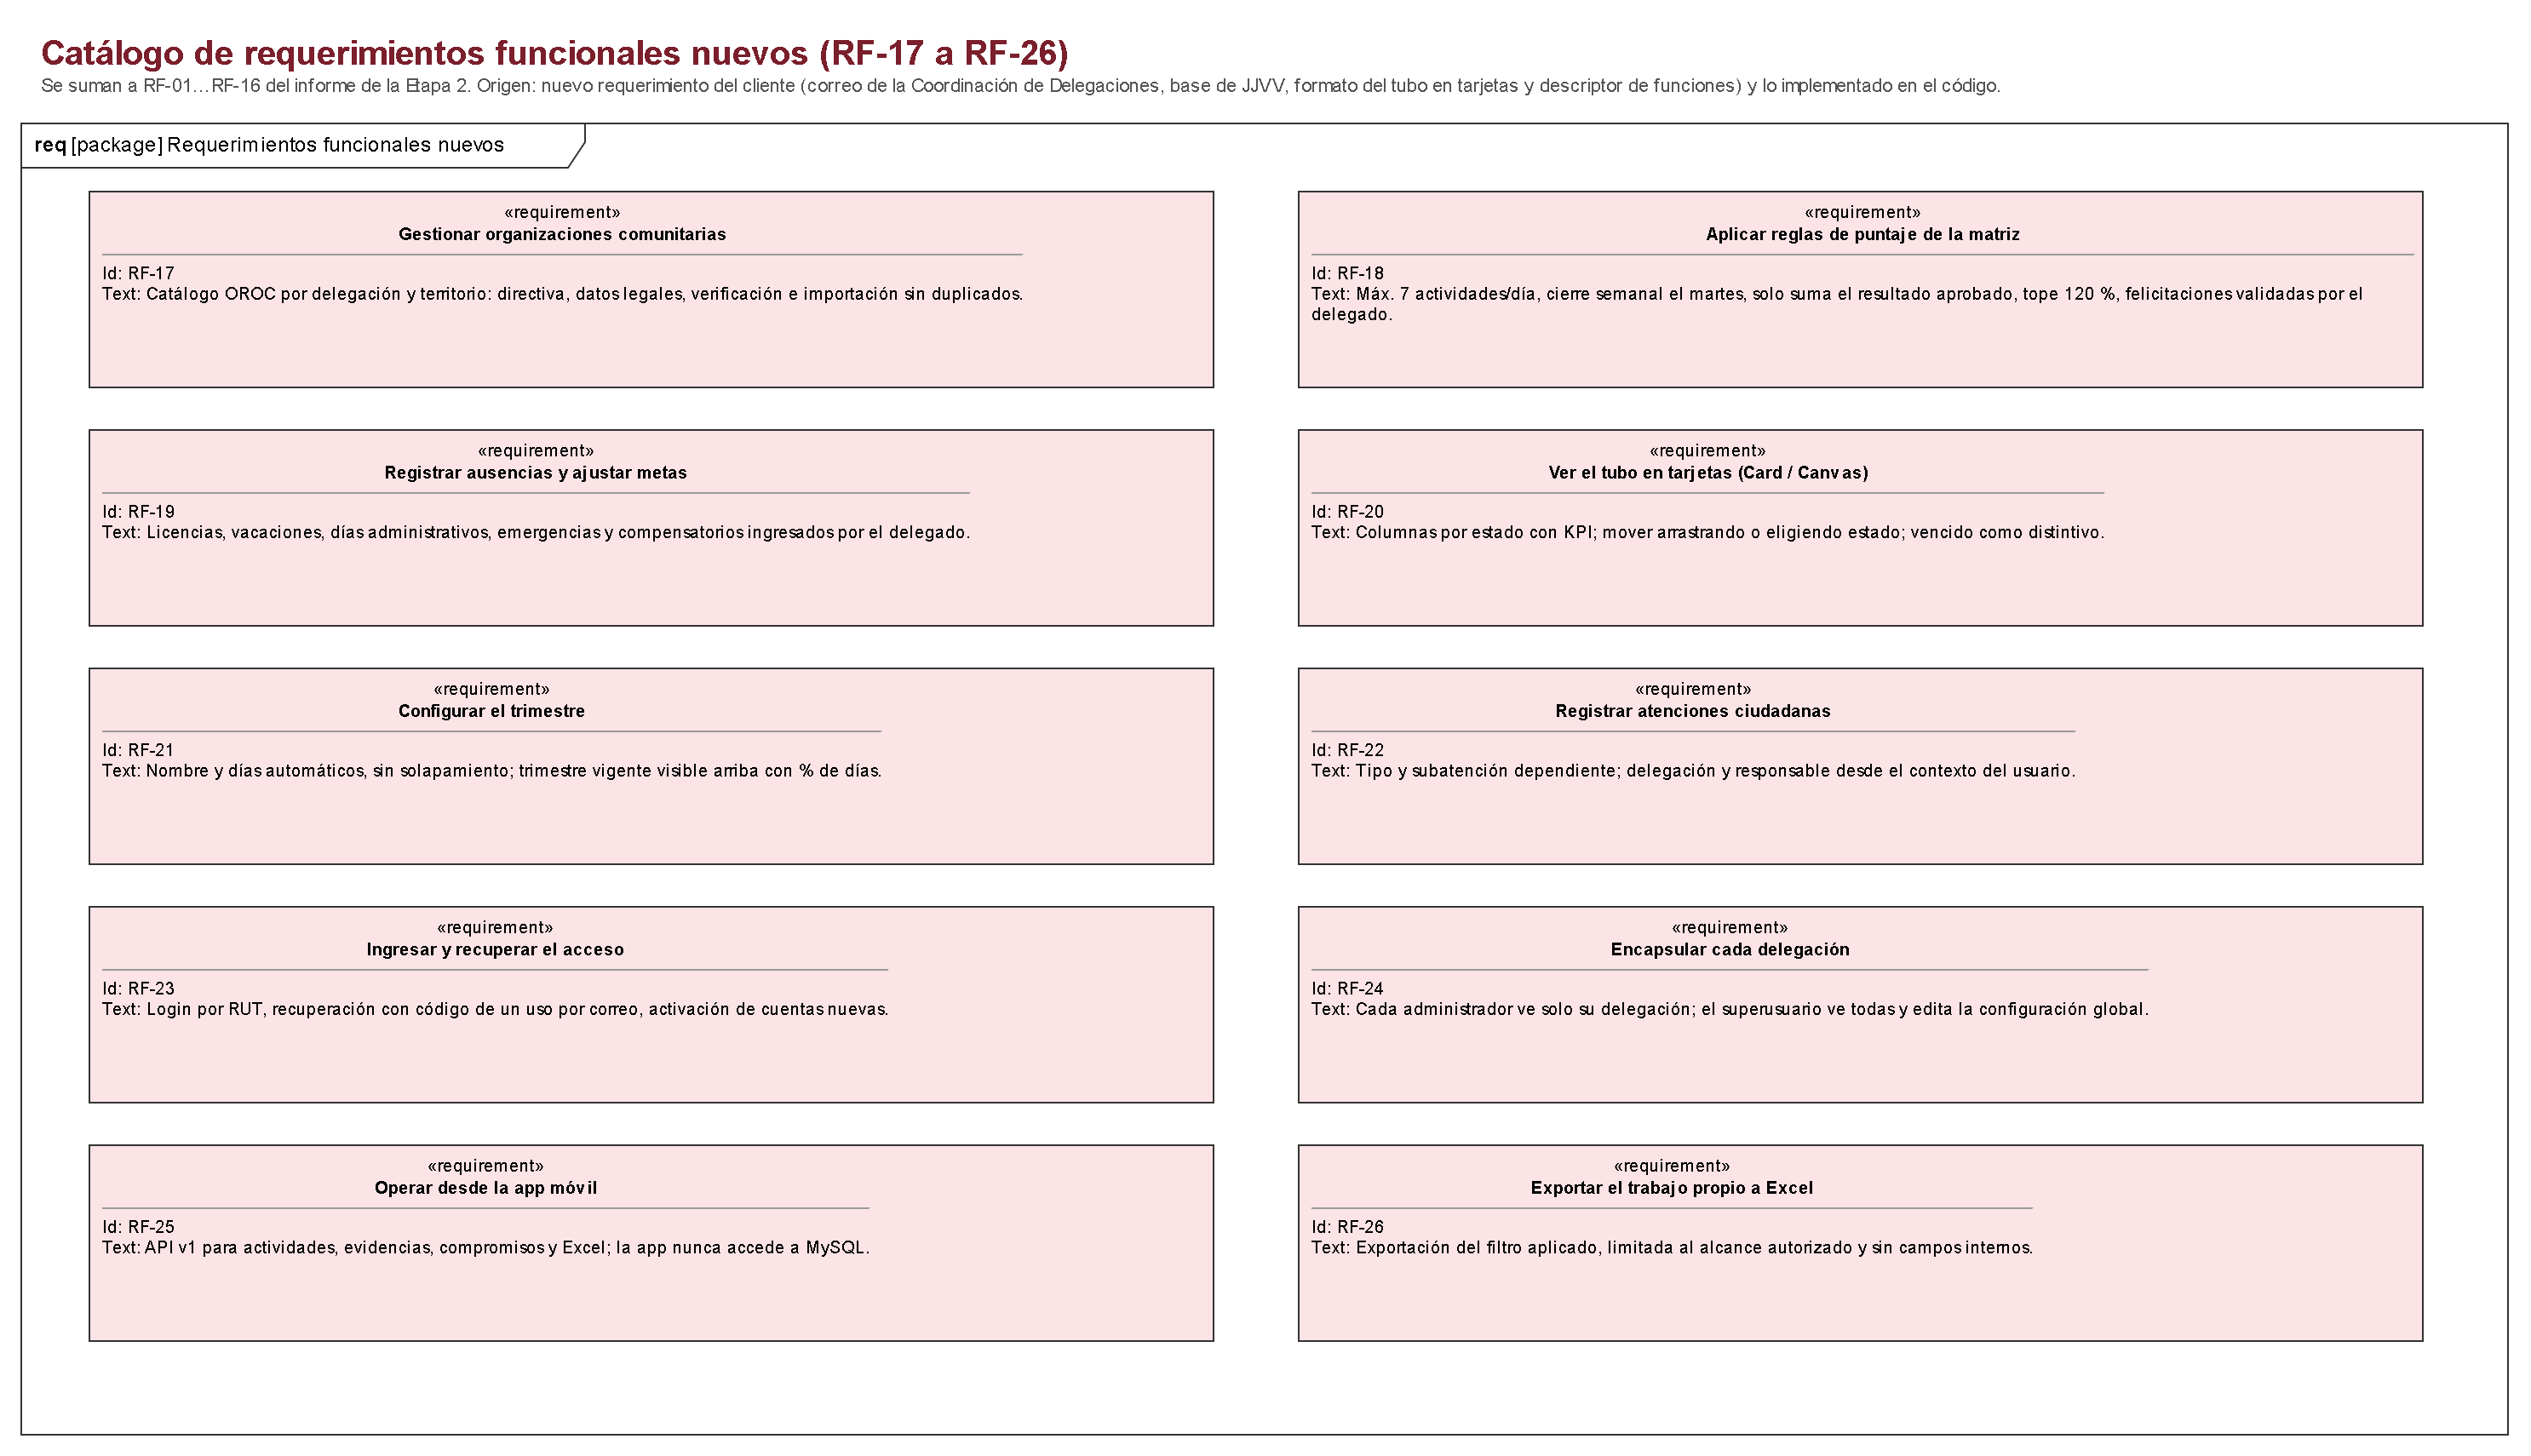 Catálogo de requerimientos funcionales nuevos (RF-17 a RF-26)
Se suman a RF-01…RF-16 del informe de la Etapa 2. Origen: nuevo requerimiento del cliente (correo de la Coordinación de Delegaciones, base de JJVV, formato del tubo en tarjetas y descriptor de funciones) y lo implementado en el código.
req [package] Requerimientos funcionales nuevos
«requirement»
Gestionar organizaciones comunitarias
Id: RF-17
Text: Catálogo OROC por delegación y territorio: directiva, datos legales, verificación e importación sin duplicados.
«requirement»
Aplicar reglas de puntaje de la matriz
Id: RF-18
Text: Máx. 7 actividades/día, cierre semanal el martes, solo suma el resultado aprobado, tope 120 %, felicitaciones validadas por el
delegado.
«requirement»
Registrar ausencias y ajustar metas
Id: RF-19
Text: Licencias, vacaciones, días administrativos, emergencias y compensatorios ingresados por el delegado.
«requirement»
Ver el tubo en tarjetas (Card / Canvas)
Id: RF-20
Text: Columnas por estado con KPI; mover arrastrando o eligiendo estado; vencido como distintivo.
«requirement»
Configurar el trimestre
Id: RF-21
Text: Nombre y días automáticos, sin solapamiento; trimestre vigente visible arriba con % de días.
«requirement»
Registrar atenciones ciudadanas
Id: RF-22
Text: Tipo y subatención dependiente; delegación y responsable desde el contexto del usuario.
«requirement»
Ingresar y recuperar el acceso
Id: RF-23
Text: Login por RUT, recuperación con código de un uso por correo, activación de cuentas nuevas.
«requirement»
Encapsular cada delegación
Id: RF-24
Text: Cada administrador ve solo su delegación; el superusuario ve todas y edita la configuración global.
«requirement»
Operar desde la app móvil
Id: RF-25
Text: API v1 para actividades, evidencias, compromisos y Excel; la app nunca accede a MySQL.
«requirement»
Exportar el trabajo propio a Excel
Id: RF-26
Text: Exportación del filtro aplicado, limitada al alcance autorizado y sin campos internos.